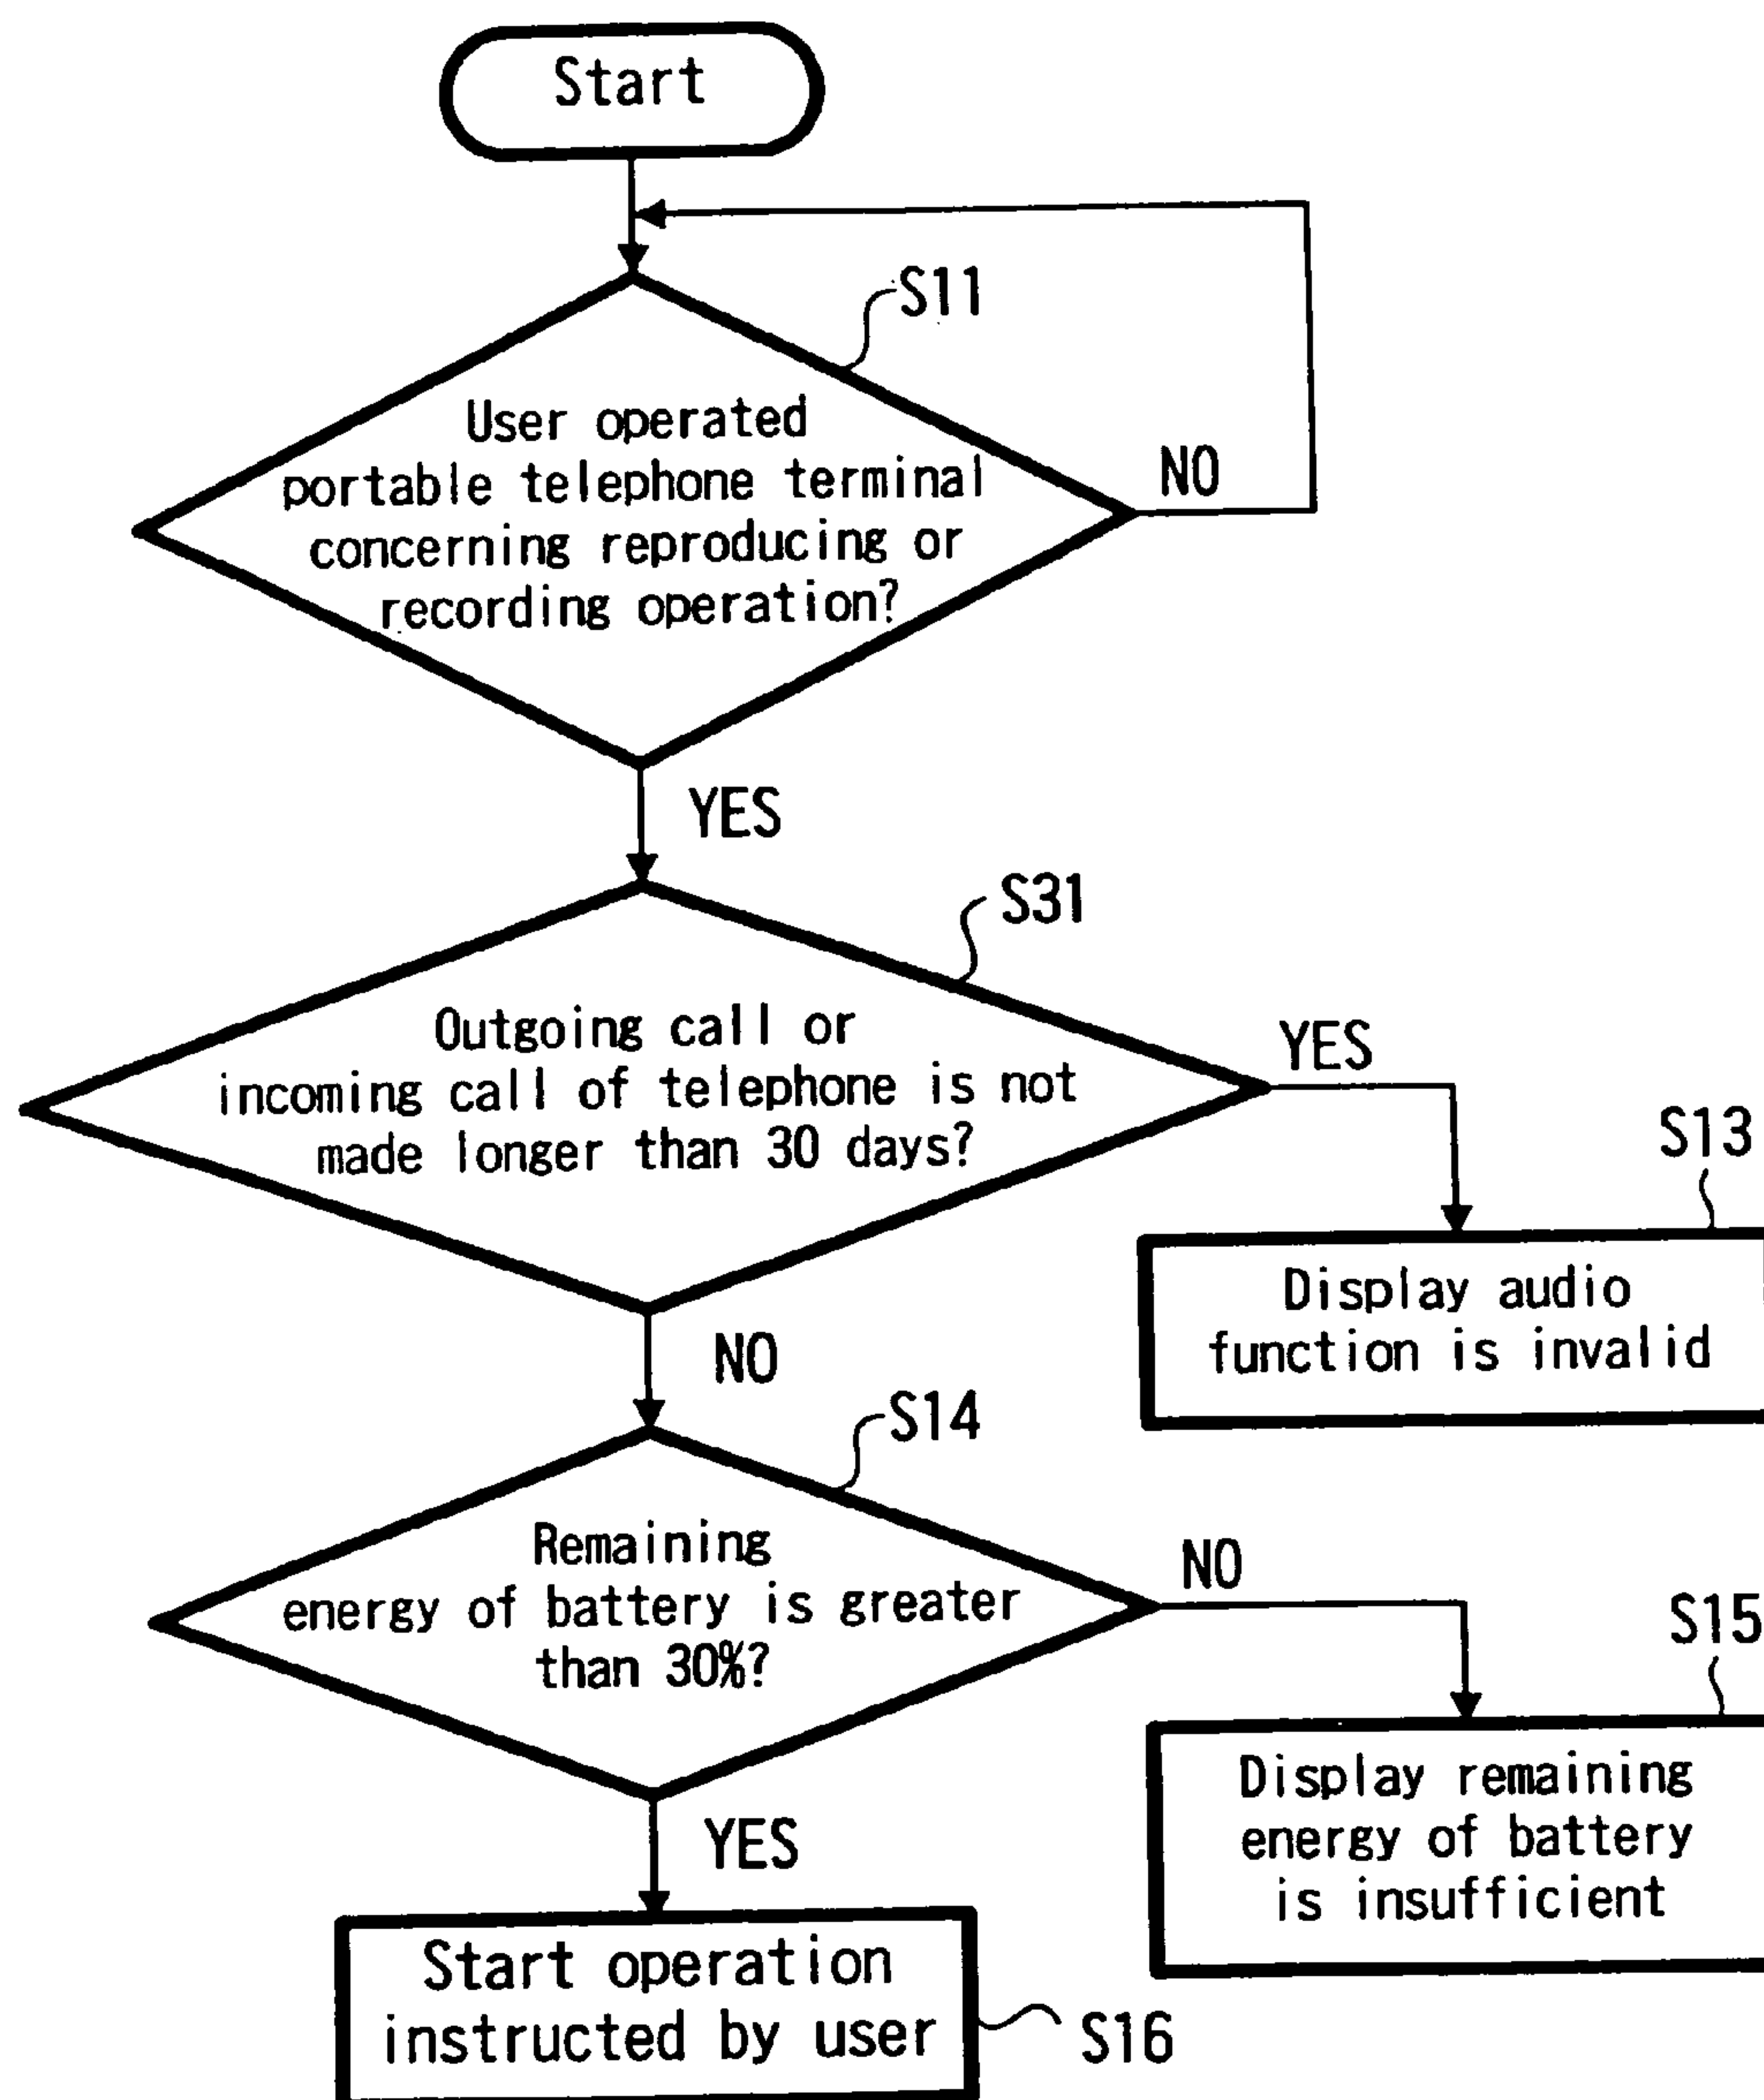 Start
S11
User operated
portable telephone terminal
concerning reproducing or
recording operation?
NO
YES
S31
Outgoing call or
incoming call of telephone is not
made longer than 30 days?
YES
S13
Display audio
function is invalid
NO
S14
Remaining
energy of battery is greater
than 30%?
NO
S15
Display remaining
energy of battery
is insufficient
YES
Start operation
instructed by user
S16